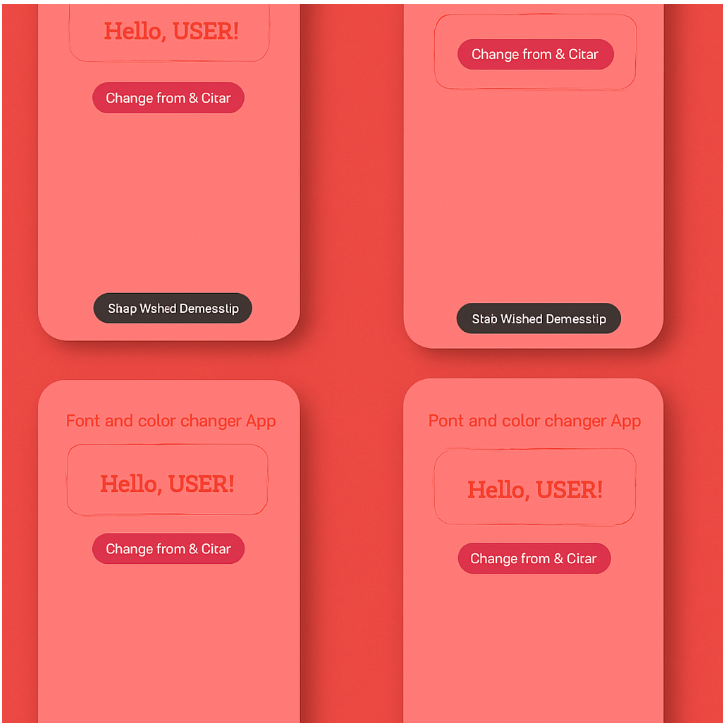 Hello, USER!
Change from & Citar
Shap Wshed Demesslip
Change from & Citar
Stab Wished Demesstip
Font and color changer App
Hello, USER!
Change from & Citar
Pont and color changer App
Hello, USER!
Change from & Citar